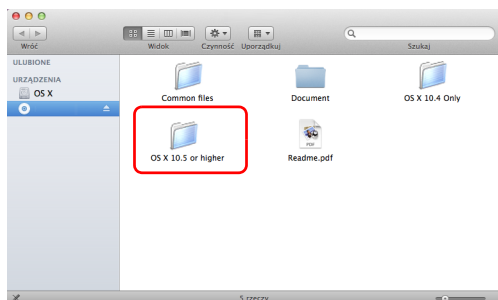 Wróć
Widok
Czynność
Uporządkuj
Szukaj
ULUBIONE
URZĄDZENIA
OS X
Common files
Document
OS X 10.4 Only
OS X 10.5 or higher
PDF
Readme.pdf
5 rzeczy